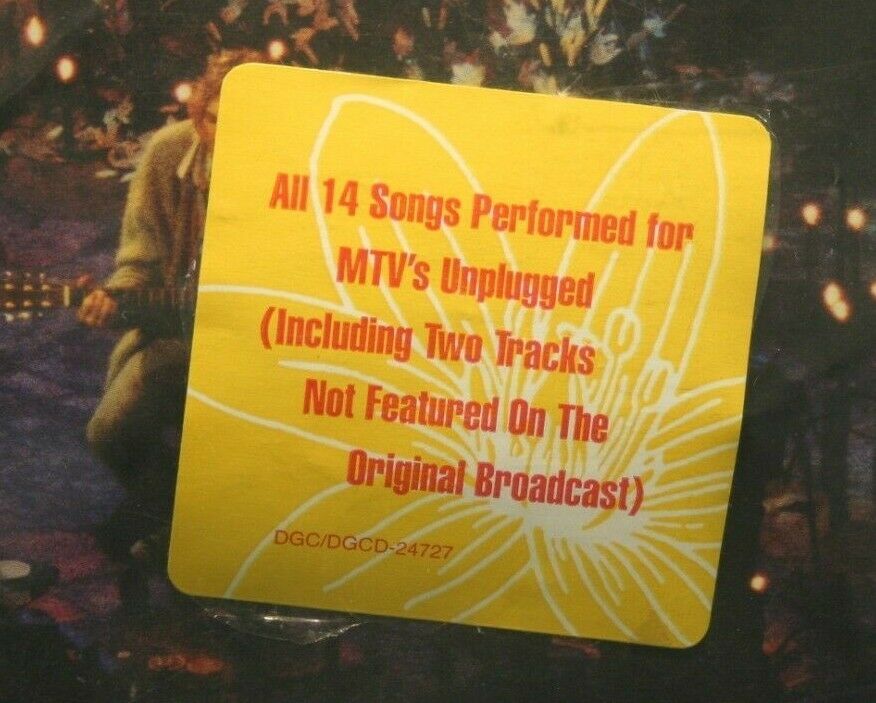 All 14 Songs Performed for
MTV's Unplugged
(Including Two Tracks
Not Featured On The
Original Broadcast)
DGC/DGCD-24727